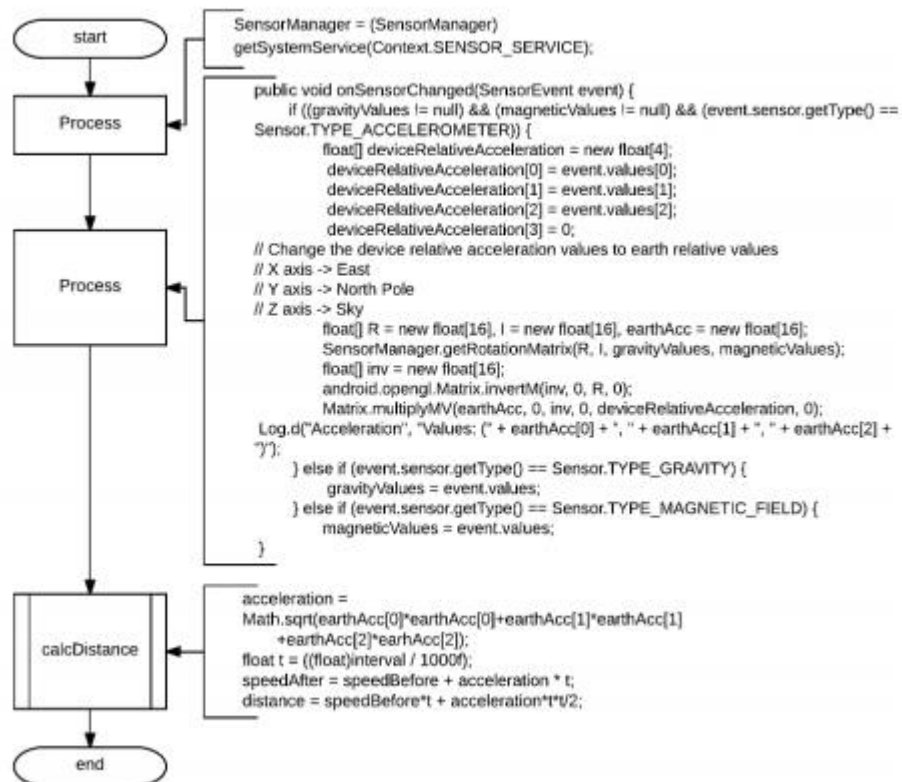 start
SensorManager = (SensorManager)
getSystemService(Context.SENSOR_SERVICE);
Process
public void onSensorChanged(SensorEvent event) {
if ((gravityValues != null) && (magneticValues != null) && (event.sensor.getType() ==
Sensor.TYPE_ACCELEROMETER)) {
float[] deviceRelativeAcceleration = new float[4];
deviceRelativeAcceleration[0] = event.values[0];
deviceRelativeAcceleration[1] = event.values[1];
deviceRelativeAcceleration[2] = event.values[2];
deviceRelativeAcceleration[3] = 0;
// Change the device relative acceleration values to earth relative values
// X axis -> East
// Y axis -> North Pole
// Z axis -> Sky
float[] R = new float[16], I = new float[16], earthAcc = new float[16];
SensorManager.getRotationMatrix(R, I, gravityValues, magneticValues);
float[] inv = new float[16];
android.opengl.Matrix.invertM(inv, 0, R, 0);
Matrix.multiplyMV(earthAcc, 0, inv, 0, deviceRelativeAcceleration, 0);
Log.d("Acceleration", "Values: (" + earthAcc[0] + ", " + earthAcc[1] + ", " + earthAcc[2] +
")");
} else if (event.sensor.getType() == Sensor.TYPE_GRAVITY) {
gravityValues = event.values;
} else if (event.sensor.getType() == Sensor.TYPE_MAGNETIC_FIELD) {
magneticValues = event.values;
}
Process
calcDistance
acceleration =
Math.sqrt(earthAcc[0]*earthAcc[0]+earthAcc[1]*earthAcc[1]
+earthAcc[2]*earhAcc[2]);
float t = ((float)interval / 1000f);
speedAfter = speedBefore + acceleration * t;
distance = speedBefore*t + acceleration*t*t/2;
end